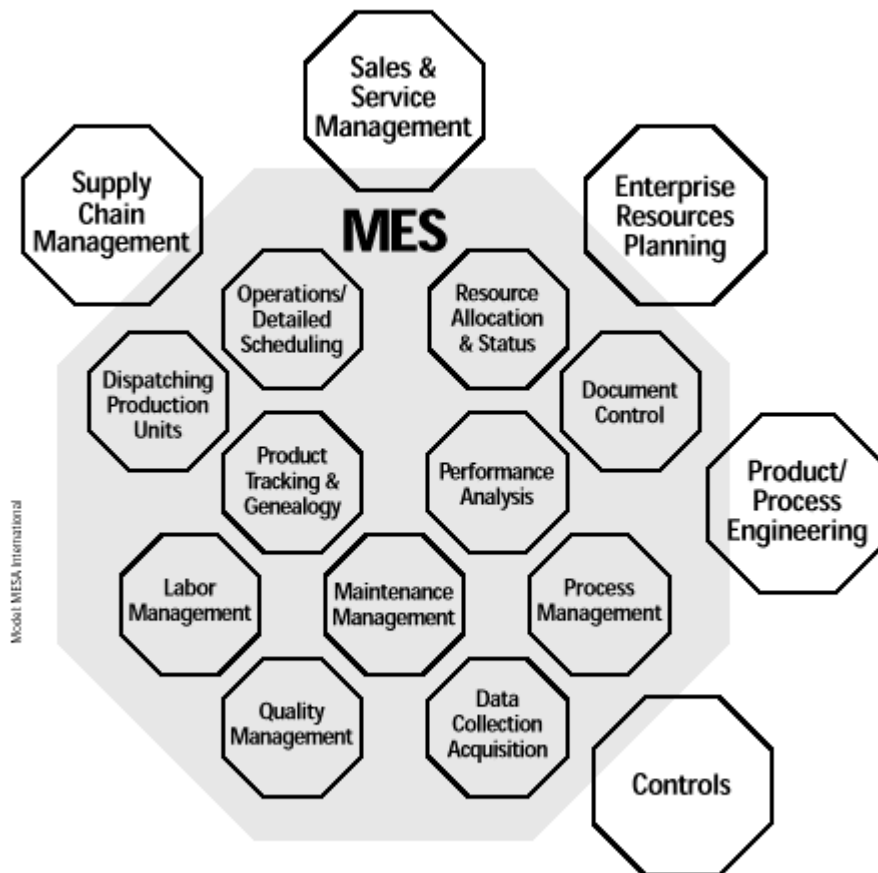 Sales &
Service
Management
Supply
Chain
Management
Enterprise
Resources
Planning
MES
Operations/
Detailed
Scheduling
Resource
Allocation
& Status
Dispatching
Production
Units
Document
Control
Product
Tracking &
Genealogy
Performance
Analysis
Product/
Process
Engineering
Labor
Management
Maintenance
Management
Process
Management
Quality
Management
Data
Collection
Acquisition
Controls
Model: MESA International